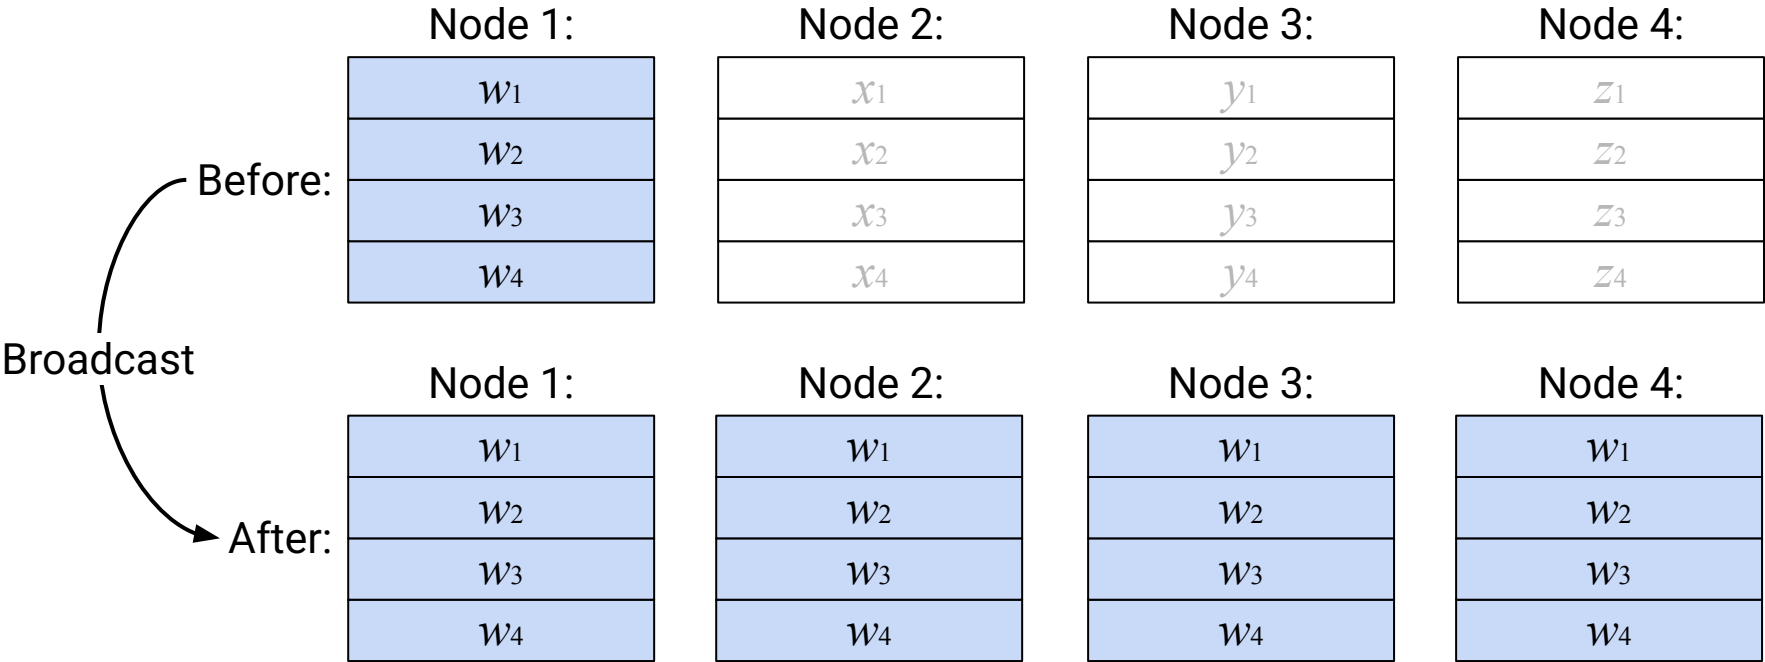 Node 1: Node 2: Node 3: Node 4:
w1 x1 y1 z1
w2 x2 y2 z2
Before:
w3 x3 y3 z3
w4 x4 y4 z4
Broadcast
Node 1: Node 2: Node 3: Node 4:
w1 w1 w1 w1
w2 w2 w2 w2
After:
w3 w3 w3 w3
w4 w4 w4 w4